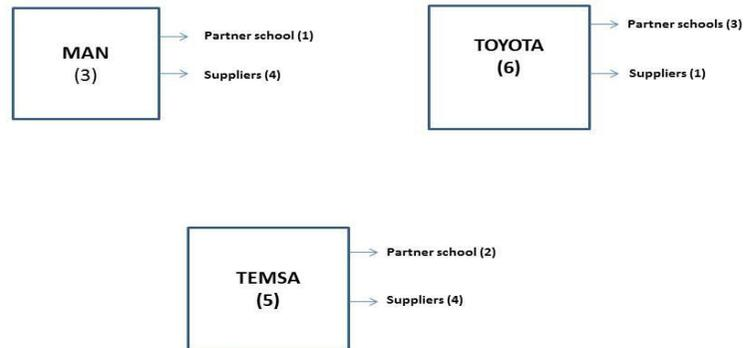 MAN
(3)
Partner school (1)
Suppliers (4)
TOYOTA
(6)
Partner schools (3)
Suppliers (1)
TEMSA
(5)
Partner school (2)
Suppliers (4)